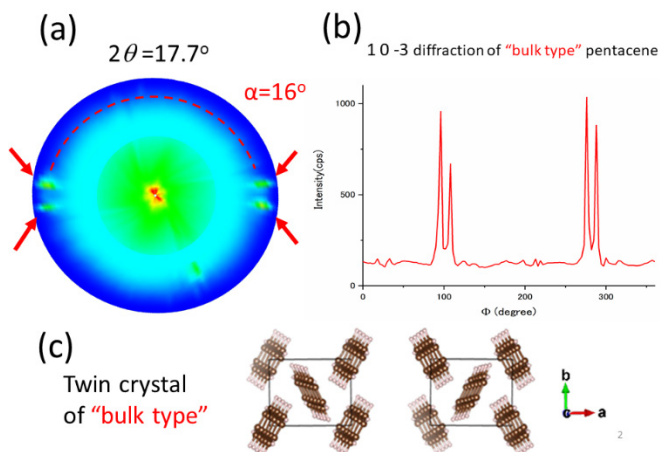 (a)
2θ=17.7°
α=16°
(b)
1 0 -3 diffraction of “bulk type” pentacene
Intensity(cps)
1000
500
0
0
100
200
300
Φ (degree)
(c)
Twin crystal
of “bulk type”
b
a
2